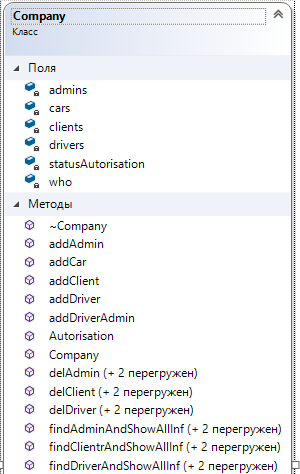 Company
Класс
Поля
admins
cars
clients
drivers
statusAutorisation
who
Методы
~Company
addAdmin
addCar
addClient
addDriver
addDriverAdmin
Autorisation
Company
delAdmin (+ 2 перегружен)
delClient (+ 2 перегружен)
delDriver (+ 2 перегружен)
findAdminAndShowAllInf (+ 2 перегружен)
findClientrAndShowAllInf (+ 2 перегружен)
findDriverAndShowAllInf (+ 2 перегружен)